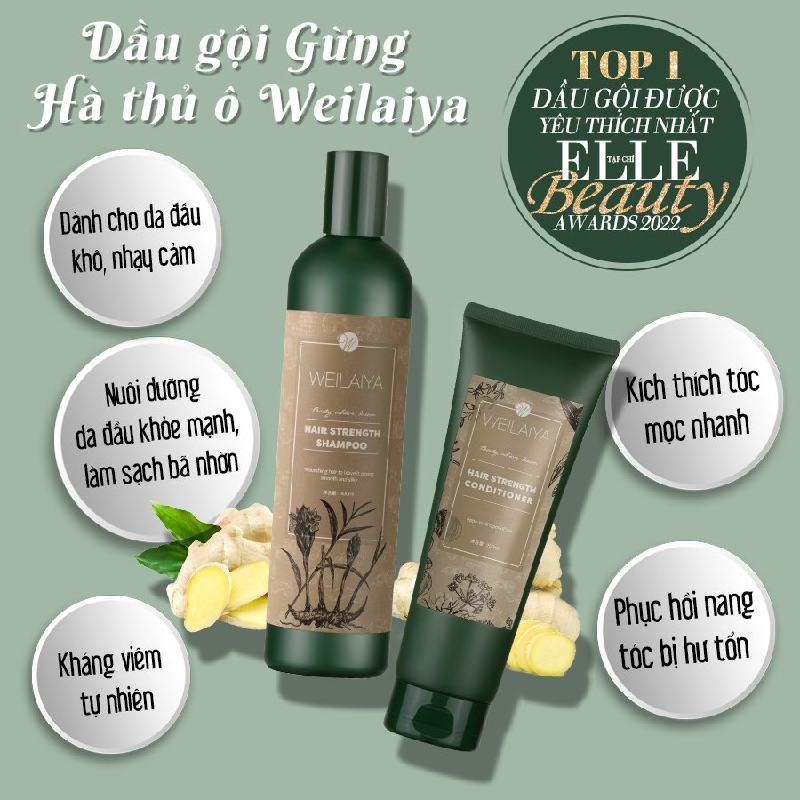 Dầu gội Gừng
Hà thủ ô Weilaiya
TOP 1
DẦU GỘI ĐƯỢC
YÊU THÍCH NHẤT
TẠP CHÍ
ELLE
Beauty
AWARDS 2022
Dành cho da đầu
khô, nhạy cảm
Nuôi dưỡng
da đầu khỏe mạnh,
làm sạch bã nhờn
Kháng viêm
tự nhiên
Kích thích tóc
mọc nhanh
Phục hồi nang
tóc bị hư tổn
W
WEILAIYA
HAIR STRENGTH
SHAMPOO
smooth and silky
W
WEILAIYA
HAIR STRENGTH
CONDITIONER